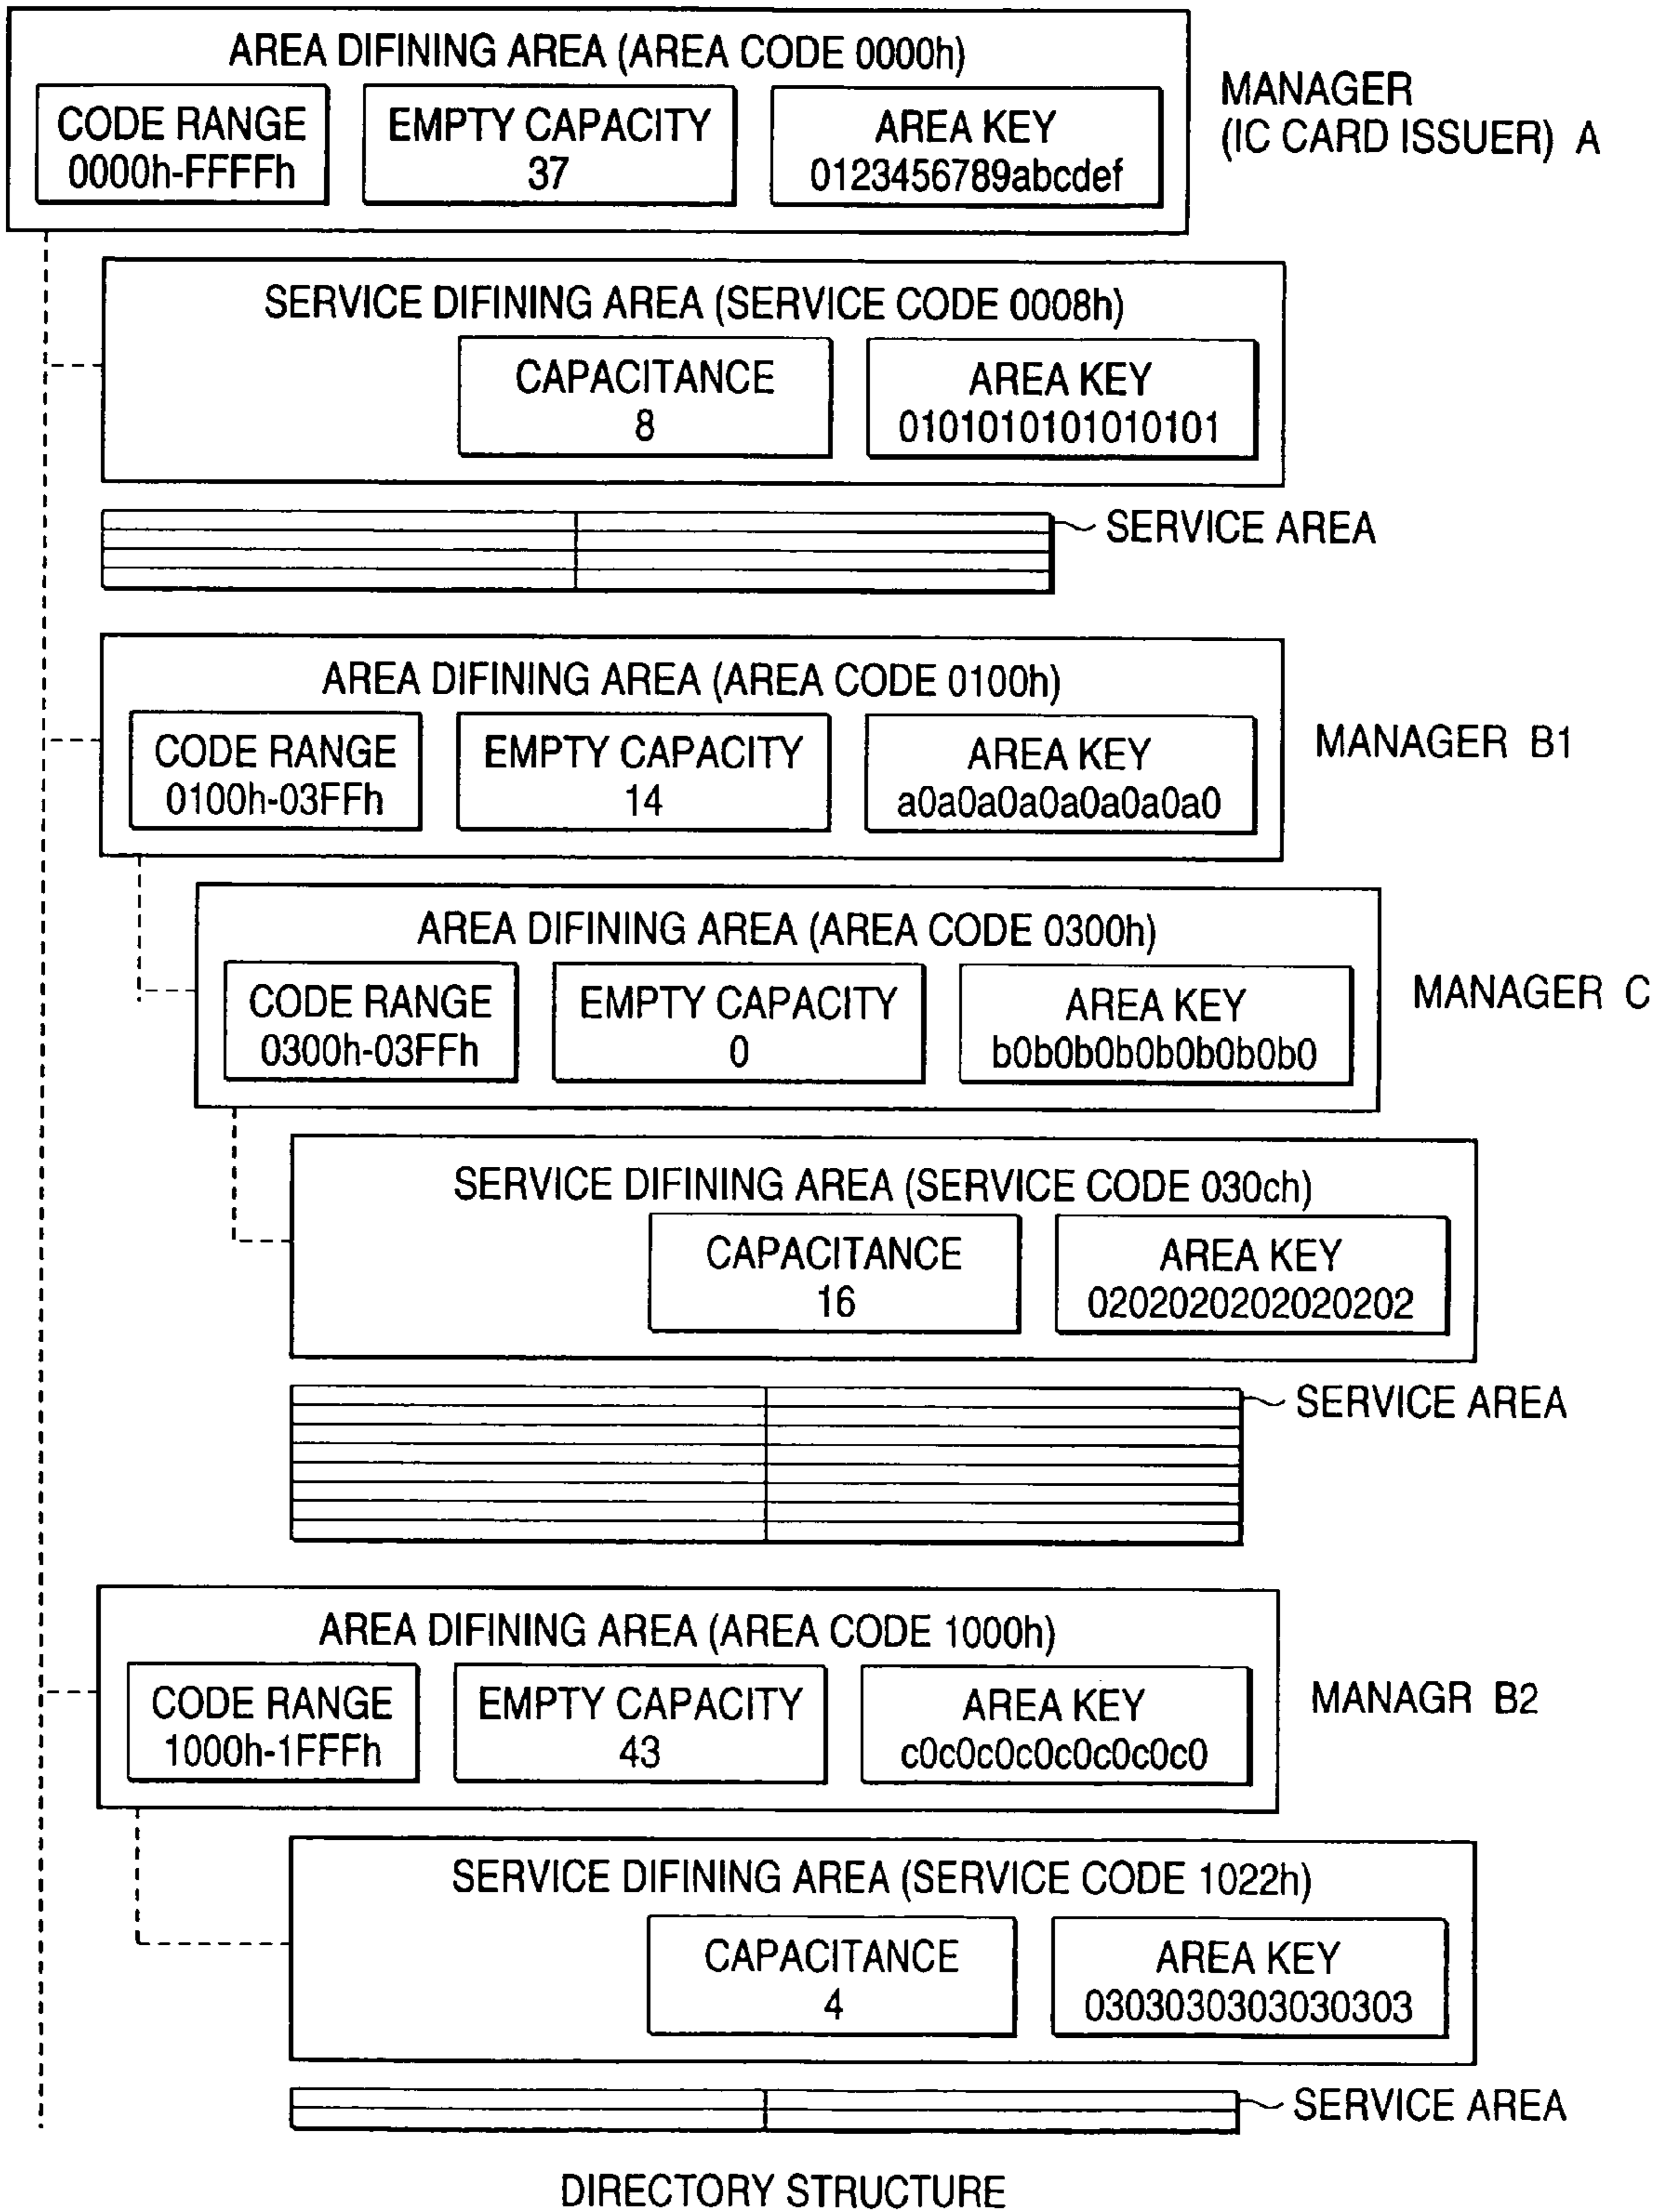 AREA DIFINING AREA (AREA CODE 0000h)
CODE RANGE
0000h-FFFFh
EMPTY CAPACITY
37
AREA KEY
0123456789abcdef
MANAGER
(IC CARD ISSUER) A
SERVICE DIFINING AREA (SERVICE CODE 0008h)
CAPACITANCE
8
AREA KEY
0101010101010101
SERVICE AREA
AREA DIFINING AREA (AREA CODE 0100h)
CODE RANGE
0100h-03FFh
EMPTY CAPACITY
14
AREA KEY
a0a0a0a0a0a0a0a0
MANAGER B1
AREA DIFINING AREA (AREA CODE 0300h)
CODE RANGE
0300h-03FFh
EMPTY CAPACITY
0
AREA KEY
b0b0b0b0b0b0b0b0
MANAGER C
SERVICE DIFINING AREA (SERVICE CODE 030ch)
CAPACITANCE
16
AREA KEY
0202020202020202
SERVICE AREA
AREA DIFINING AREA (AREA CODE 1000h)
CODE RANGE
1000h-1FFFh
EMPTY CAPACITY
43
AREA KEY
c0c0c0c0c0c0c0c0
MANAGR B2
SERVICE DIFINING AREA (SERVICE CODE 1022h)
CAPACITANCE
4
AREA KEY
0303030303030303
SERVICE AREA
DIRECTORY STRUCTURE